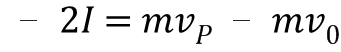 − 2I = mv_P − mv_0